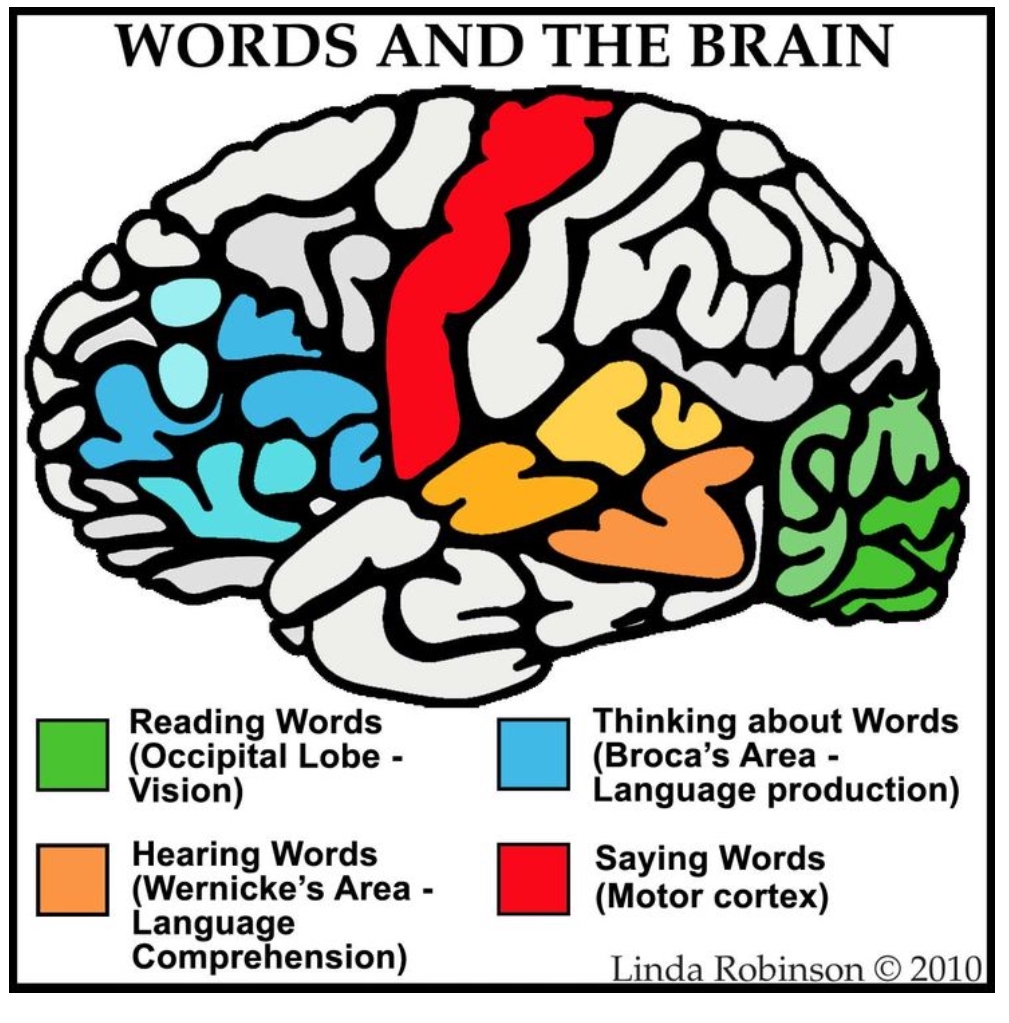 WORDS AND THE BRAIN
Reading Words
(Occipital Lobe -
Vision)
Thinking about Words
(Broca's Area -
Language production)
Hearing Words
(Wernicke's Area -
Language
Comprehension)
Saying Words
(Motor cortex)
Linda Robinson © 2010